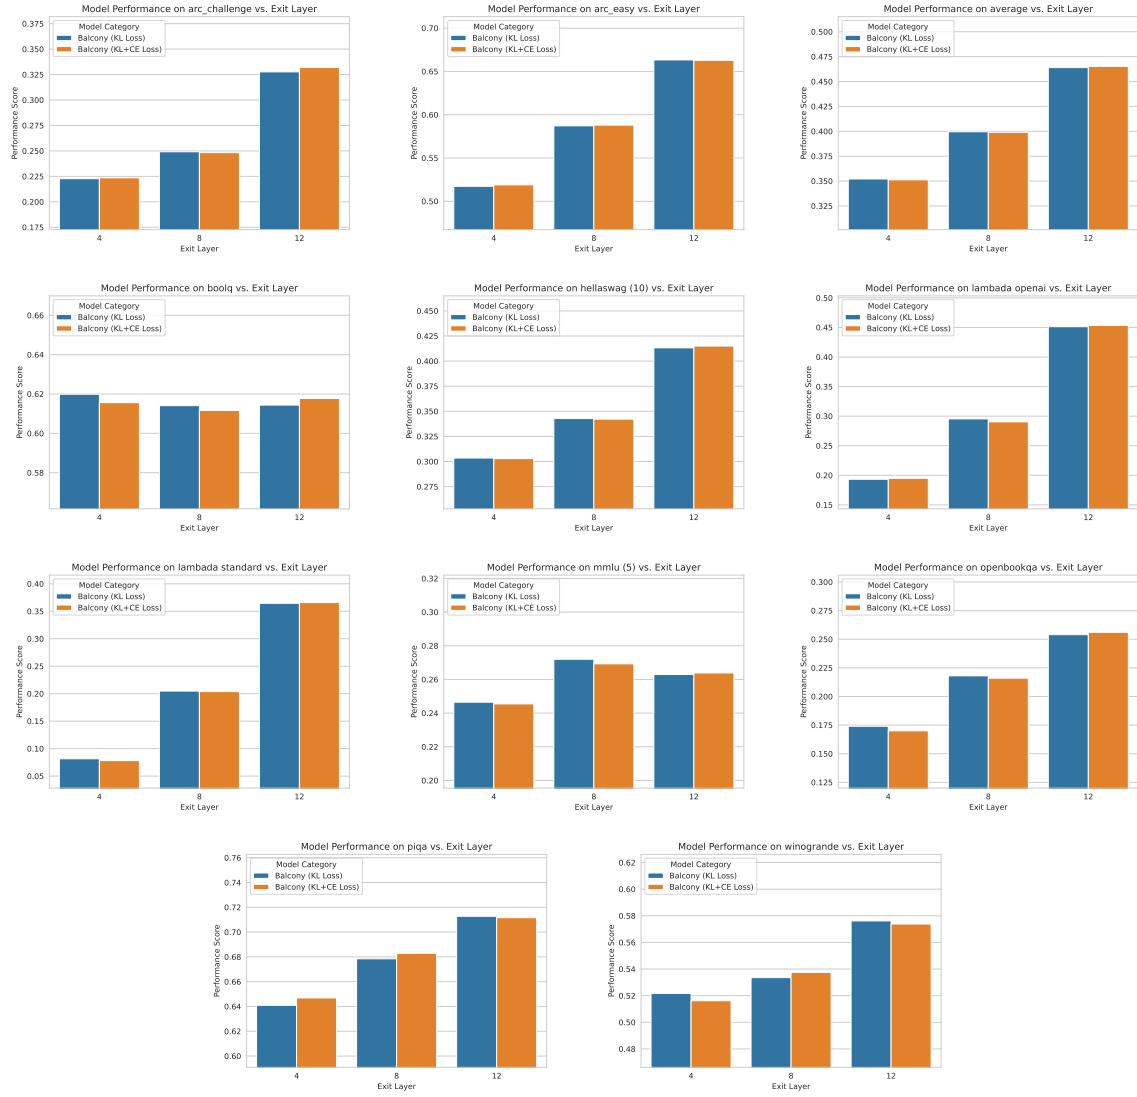 Model Performance on arc_challenge vs. Exit Layer
Model Category
Balcony (KL Loss)
Balcony (KL+CE Loss)
Performance Score
0.375
0.350
0.325
0.300
0.275
0.250
0.225
0.200
0.175
4 8 12
Exit Layer
Model Performance on arc_easy vs. Exit Layer
Model Category
Balcony (KL Loss)
Balcony (KL+CE Loss)
Performance Score
0.70
0.65
0.60
0.55
0.50
4 8 12
Exit Layer
Model Performance on average vs. Exit Layer
Model Category
Balcony (KL Loss)
Balcony (KL+CE Loss)
Performance Score
0.500
0.475
0.450
0.425
0.400
0.375
0.350
0.325
4 8 12
Exit Layer
Model Performance on boolq vs. Exit Layer
Model Category
Balcony (KL Loss)
Balcony (KL+CE Loss)
Performance Score
0.66
0.64
0.62
0.60
0.58
4 8 12
Exit Layer
Model Performance on hellaswag (10) vs. Exit Layer
Model Category
Balcony (KL Loss)
Balcony (KL+CE Loss)
Performance Score
0.450
0.425
0.400
0.375
0.350
0.325
0.300
0.275
4 8 12
Exit Layer
Model Performance on lambada openai vs. Exit Layer
Model Category
Balcony (KL Loss)
Balcony (KL+CE Loss)
Performance Score
0.50
0.45
0.40
0.35
0.30
0.25
0.20
0.15
4 8 12
Exit Layer
Model Performance on lambada standard vs. Exit Layer
Model Category
Balcony (KL Loss)
Balcony (KL+CE Loss)
Performance Score
0.40
0.35
0.30
0.25
0.20
0.15
0.10
0.05
4 8 12
Exit Layer
Model Performance on mmlu (5) vs. Exit Layer
Model Category
Balcony (KL Loss)
Balcony (KL+CE Loss)
Performance Score
0.32
0.30
0.28
0.26
0.24
0.22
0.20
4 8 12
Exit Layer
Model Performance on openbookqa vs. Exit Layer
Model Category
Balcony (KL Loss)
Balcony (KL+CE Loss)
Performance Score
0.300
0.275
0.250
0.225
0.200
0.175
0.150
0.125
4 8 12
Exit Layer
Model Performance on piqa vs. Exit Layer
Model Category
Balcony (KL Loss)
Balcony (KL+CE Loss)
Performance Score
0.76
0.74
0.72
0.70
0.68
0.66
0.64
0.62
0.60
4 8 12
Exit Layer
Model Performance on winogrande vs. Exit Layer
Model Category
Balcony (KL Loss)
Balcony (KL+CE Loss)
Performance Score
0.62
0.60
0.58
0.56
0.54
0.52
0.50
0.48
4 8 12
Exit Layer